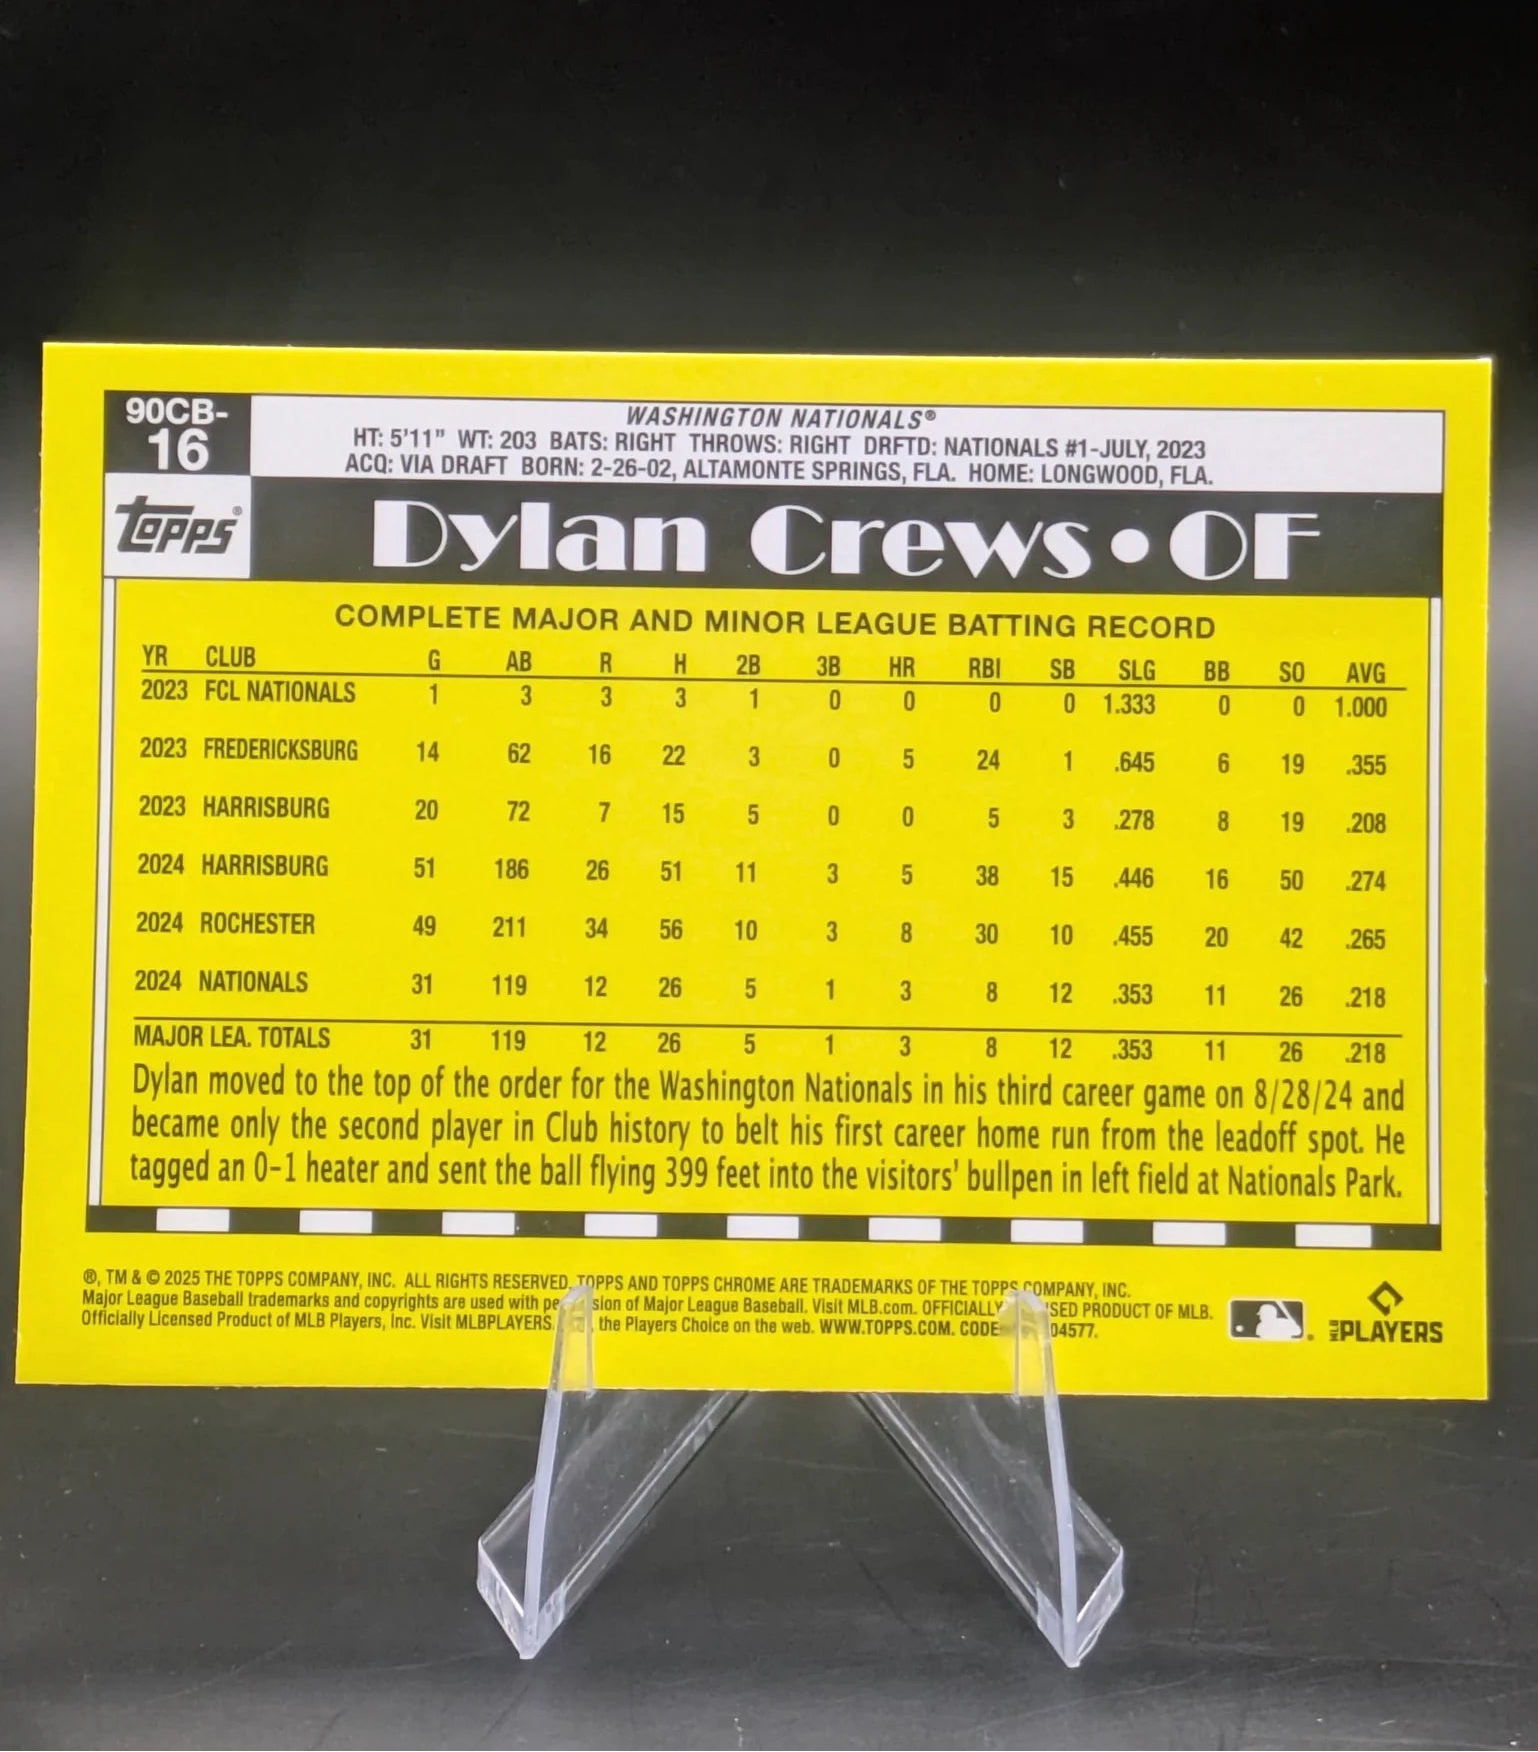 90CB-
16
WASHINGTON NATIONALS®
HT: 5'11" WT: 203 BATS: RIGHT THROWS: RIGHT DRFTD: NATIONALS #1-JULY, 2023
ACQ: VIA DRAFT BORN: 2-26-02, ALTAMONTE SPRINGS, FLA. HOME: LONGWOOD, FLA.
topps®
Dylan Crews • OF
COMPLETE MAJOR AND MINOR LEAGUE BATTING RECORD
YR CLUB G AB R H 2B 3B HR RBI SB SLG BB SO AVG
2023 FCL NATIONALS 1 3 3 3 1 0 0 0 0 1.333 0 0 1.000
2023 FREDERICKSBURG 14 62 16 22 3 0 5 24 1 .645 6 19 .355
2023 HARRISBURG 20 72 7 15 5 0 0 5 3 .278 8 19 .208
2024 HARRISBURG 51 186 26 51 11 3 5 38 15 .446 16 50 .274
2024 ROCHESTER 49 211 34 56 10 3 8 30 10 .455 20 42 .265
2024 NATIONALS 31 119 12 26 5 1 3 8 12 .353 11 26 .218
MAJOR LEA. TOTALS 31 119 12 26 5 1 3 8 12 .353 11 26 .218
Dylan moved to the top of the order for the Washington Nationals in his third career game on 8/28/24 and
became only the second player in Club history to belt his first career home run from the leadoff spot. He
tagged an 0-1 heater and sent the ball flying 399 feet into the visitors' bullpen in left field at Nationals Park.
®, TM & © 2025 THE TOPPS COMPANY, INC. ALL RIGHTS RESERVED. TOPPS AND TOPPS CHROME ARE TRADEMARKS OF THE TOPPS COMPANY, INC.
Major League Baseball trademarks and copyrights are used with sion of Major League Baseball. Visit MLB.com. OFFICIALLY SED PRODUCT OF MLB.
Officially Licensed Product of MLB Players, Inc. Visit MLBPLAYERS. the Players Choice on the web. WWW.TOPPS.COM. CODE 04577.
MLB PLAYERS